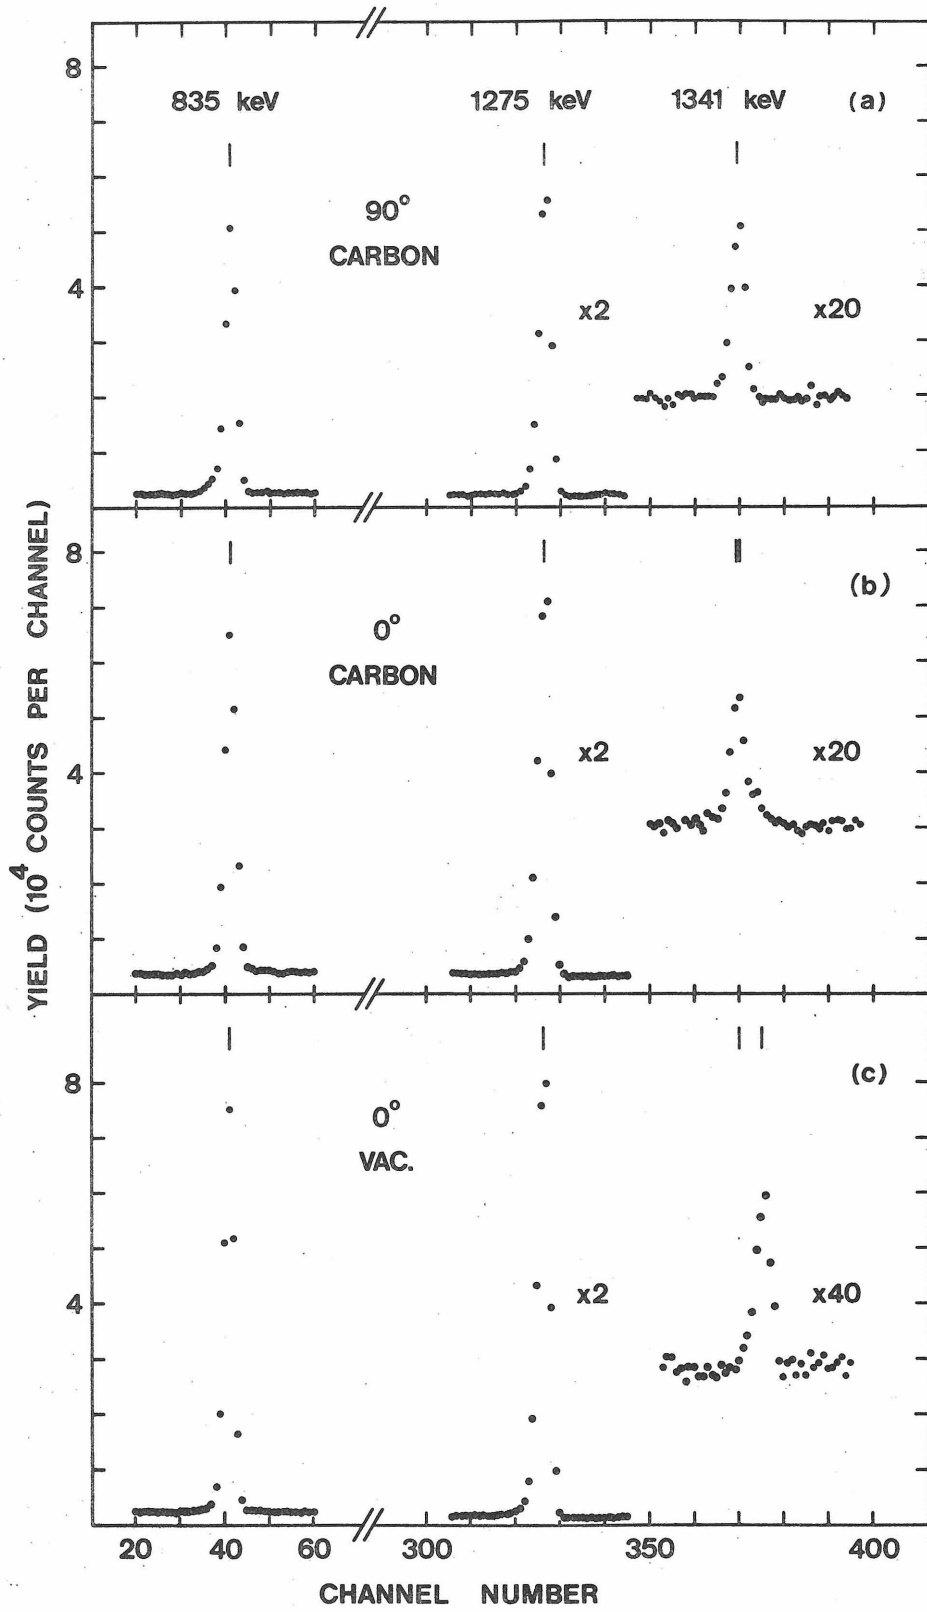 8
835 keV
1275 keV
1341 keV
(a)
90°
CARBON
4
x2
x20
8
(b)
0°
CARBON
x2
x20
4
YIELD (10⁴ COUNTS PER CHANNEL)
8
(c)
0°
VAC.
x2
x40
4
20
40
60
300
350
400
CHANNEL NUMBER